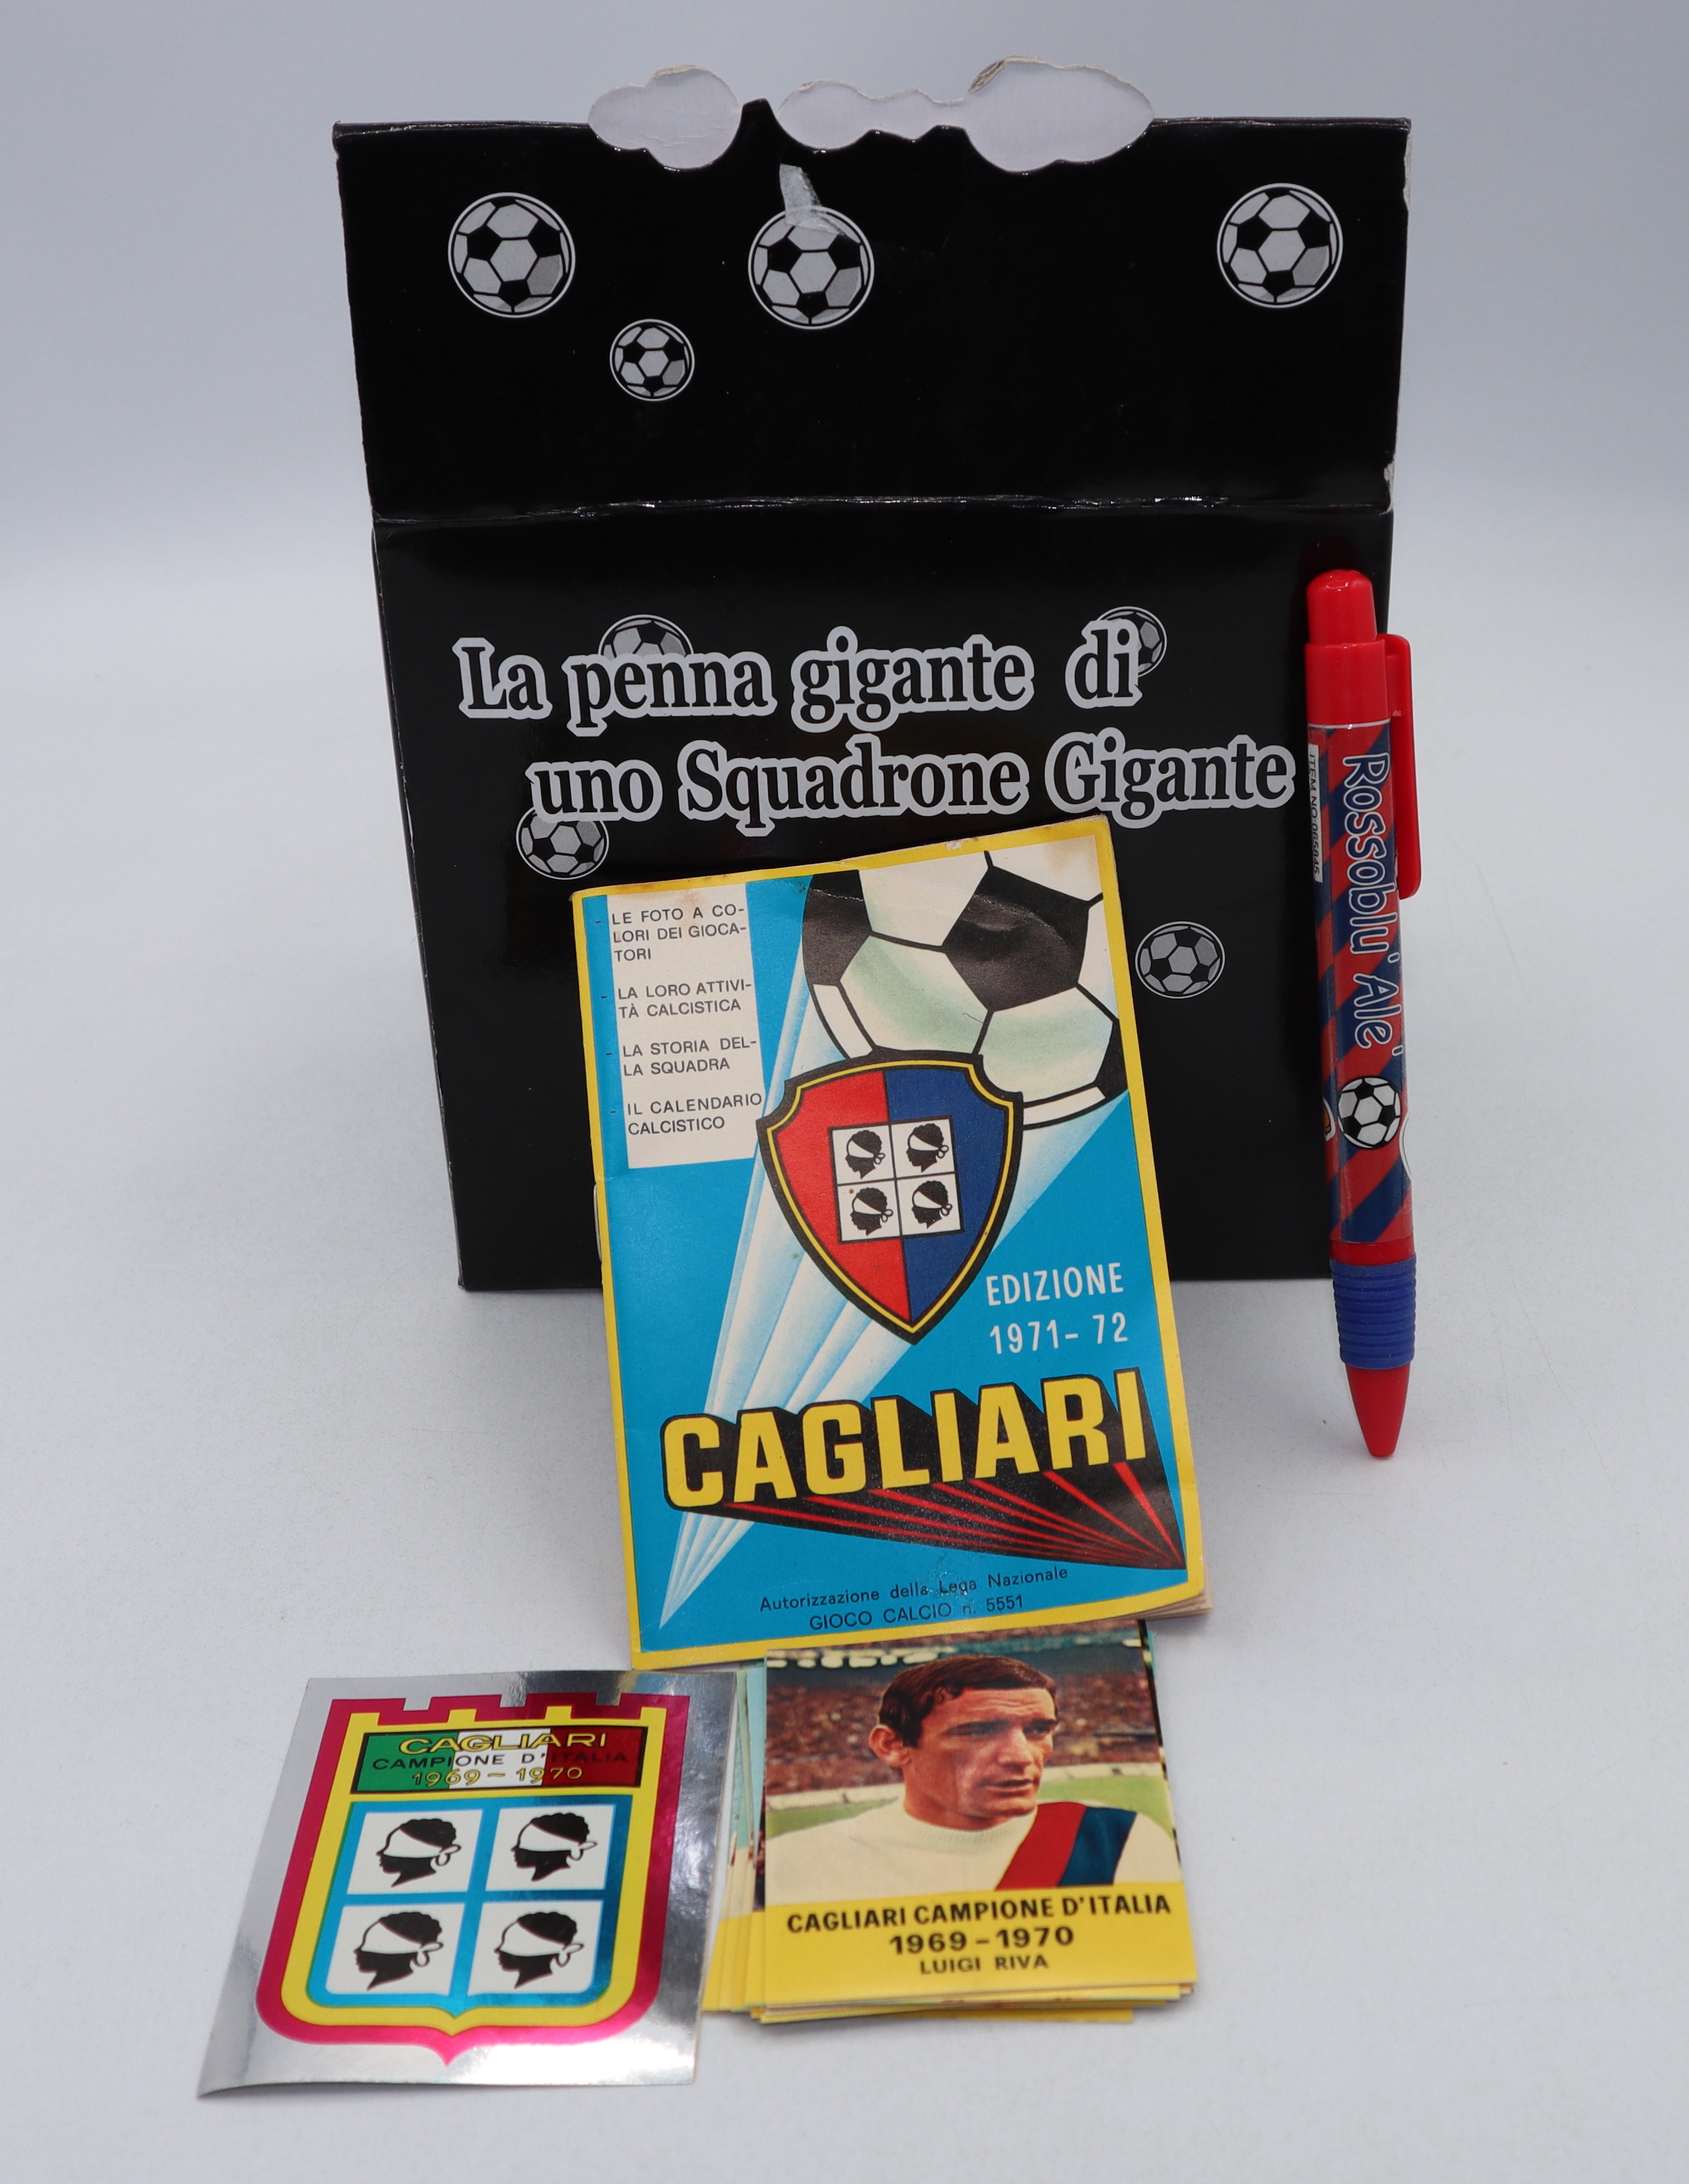 La penna gigante di
uno Squadrone Gigante
Rossoblu' Ale'
- LE FOTO A CO-
LORI DEI GIOCA-
TORI
- LA LORO ATTIVI-
TÀ CALCISTICA
- LA STORIA DEL-
LA SQUADRA
- IL CALENDARIO
CALCISTICO
EDIZIONE
1971-72
CAGLIARI
Autorizzazione della Lega Nazionale
GIOCO CALCIO n. 5551
CAGLIARI
CAMPIONE D'ITALIA
1969-1970
CAGLIARI CAMPIONE D'ITALIA
1969-1970
LUIGI RIVA